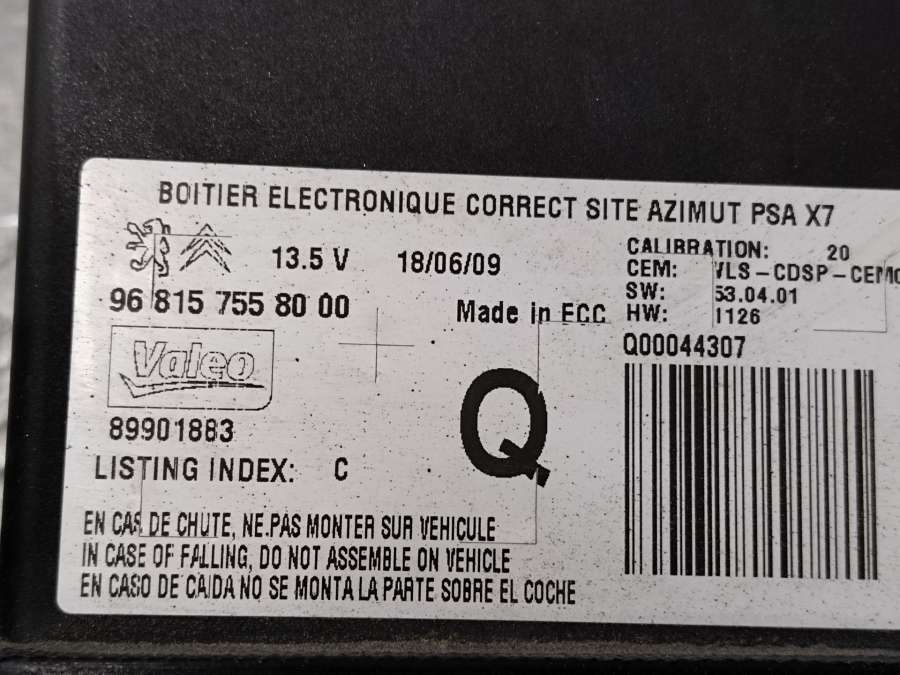 BOITIER ELECTRONIQUE CORRECT SITE AZIMUT PSA X7
13.5 V 18/06/09
96 815 755 80 00
Made in ECC
CALIBRATION: 20
CEM: VLS-CDSP-CEM
SW: 53.04.01
HW: 1126
Q00044307
Valeo
Q
89901883
LISTING INDEX: C
EN CAS DE CHUTE, NE.PAS MONTER SUR VEHICULE
IN CASE OF FALLING, DO NOT ASSEMBLE ON VEHICLE
EN CASO DE CAIDA NO SE MONTA LA PARTE SOBRE EL COCHE